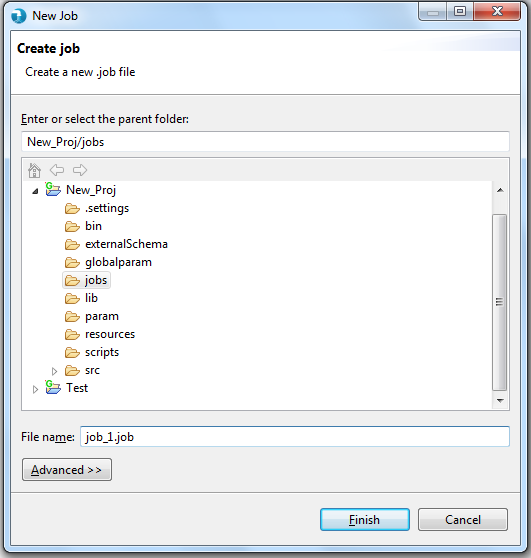 New Job
Create job
Create a new .job file
Enter or select the parent folder:
New_Proj/jobs
New_Proj
.settings
bin
externalSchema
globalparam
jobs
lib
param
resources
scripts
src
Test
File name: job_1.job
Advanced >>
Finish Cancel